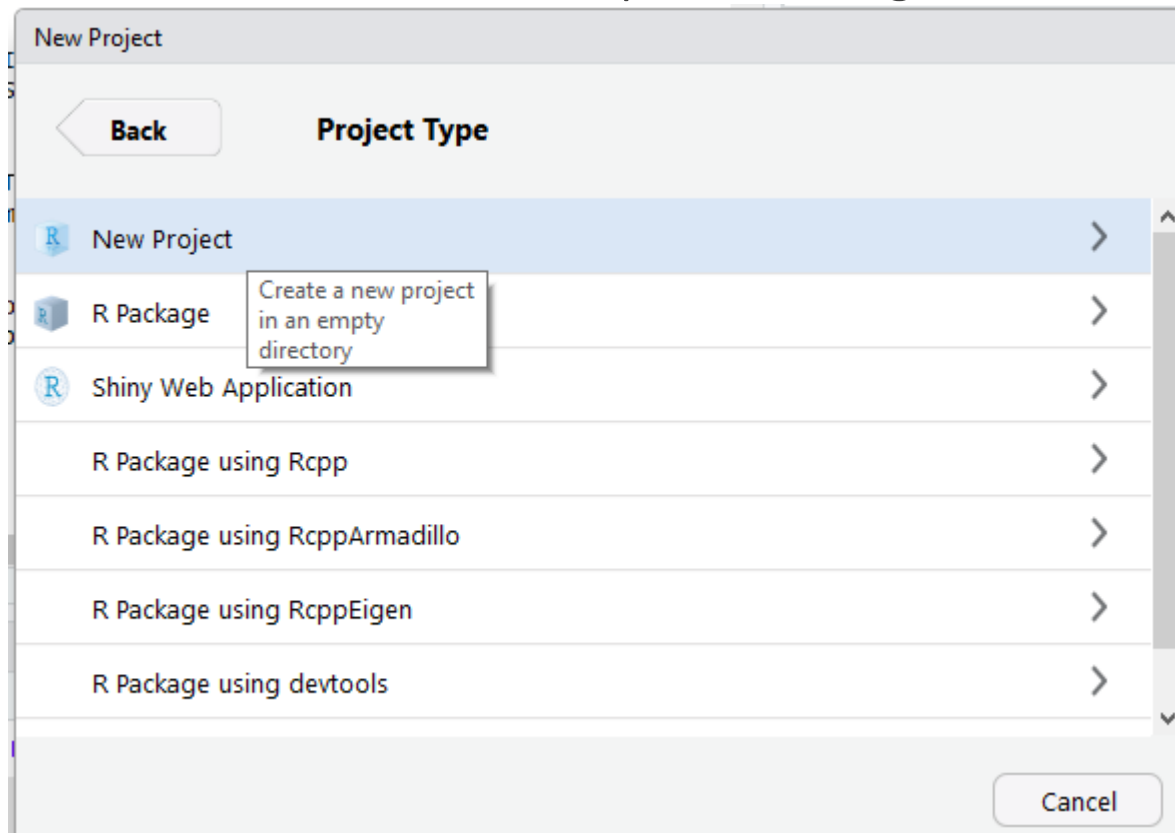 New Project
Back
Project Type
R New Project
Create a new project
in an empty
directory
R R Package
R Shiny Web Application
R Package using Rcpp
R Package using RcppArmadillo
R Package using RcppEigen
R Package using devtools
Cancel